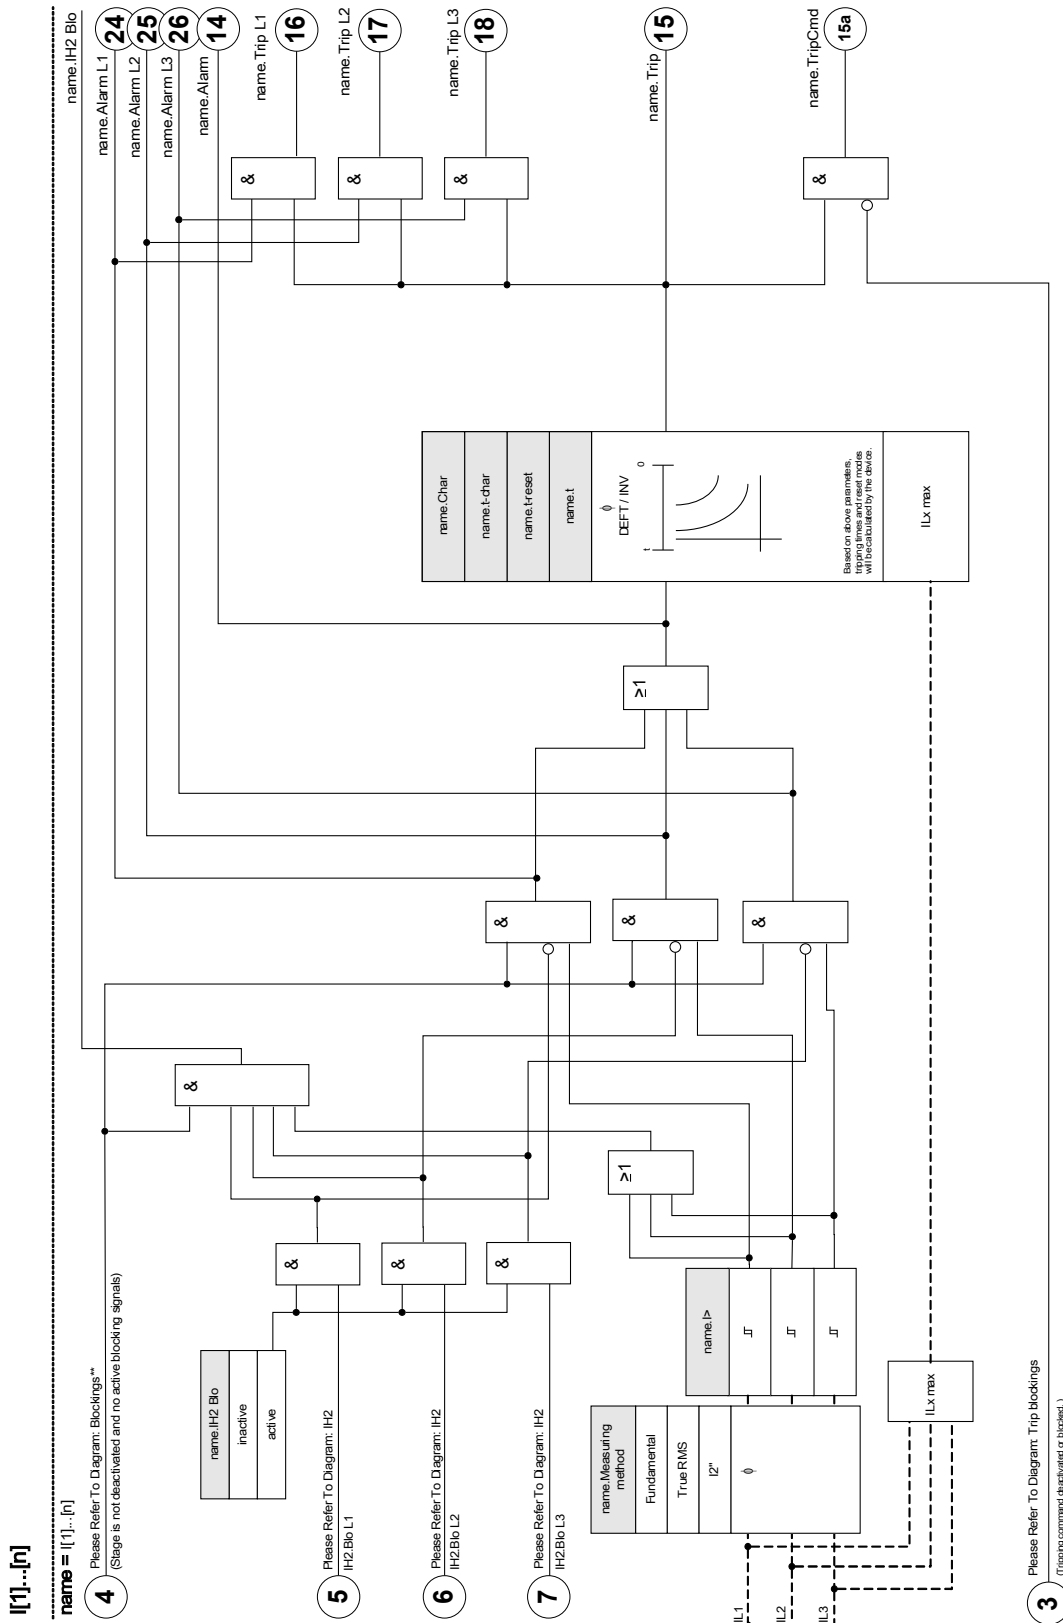 I[1]...[n]
name = I[1]...[n]
4
Please Refer To Diagram: Blockings**
(Stage is not deactivated and no active blocking signals)
name.IH2 Blo
inactive
active
5
Please Refer To Diagram: IH2
IH2.Blo L1
6
Please Refer To Diagram: IH2
IH2.Blo L2
7
Please Refer To Diagram: IH2
IH2.Blo L3
&
&
&
&
name.Measuring
method
Fundamental
True RMS
I2"
ϕ
IL1
IL2
IL3
name.I>
≥1
ILx max
&
&
&
≥1
name.Char
name.t-char
name.t-reset
name.t
ϕ
DEFT / INV
t
0
Based on above parameters,
tripping times and reset modes
will be calculated by the device.
ILx max
&
&
&
&
name.IH2 Blo
name.Alarm L1
24
name.Alarm L2
25
name.Alarm L3
26
name.Alarm
14
name.Trip L1
16
name.Trip L2
17
name.Trip L3
18
name.Trip
15
name.TripCmd
15a
3
Please Refer To Diagram: Trip blockings
(Tripping command deactivated or blocked.)